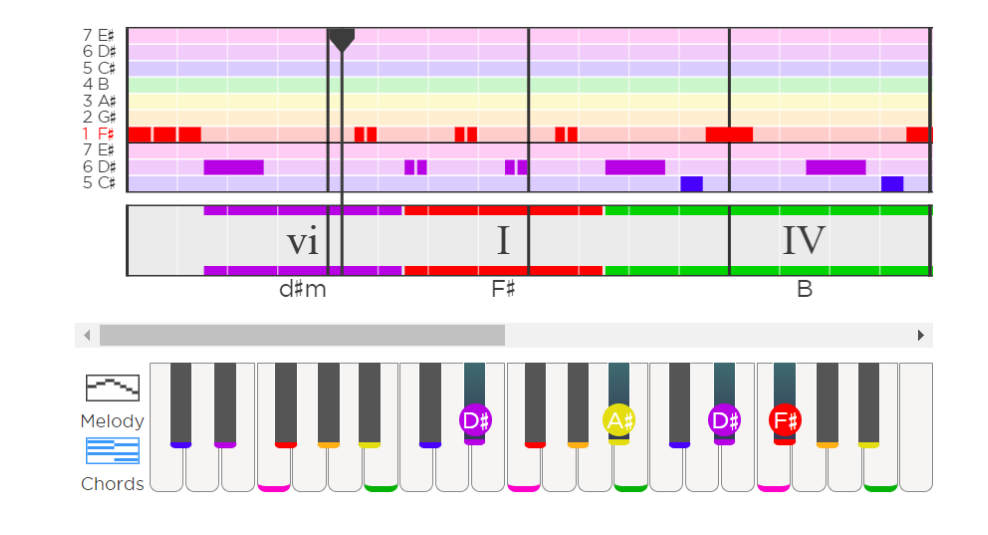 7 E♯
6 D♯
5 C♯
4 B
3 A♯
2 G♯
1 F♯
7 E♯
6 D♯
5 C♯
vi I IV
d♯m F♯ B
Melody
Chords
D♯ A♯ D♯ F♯